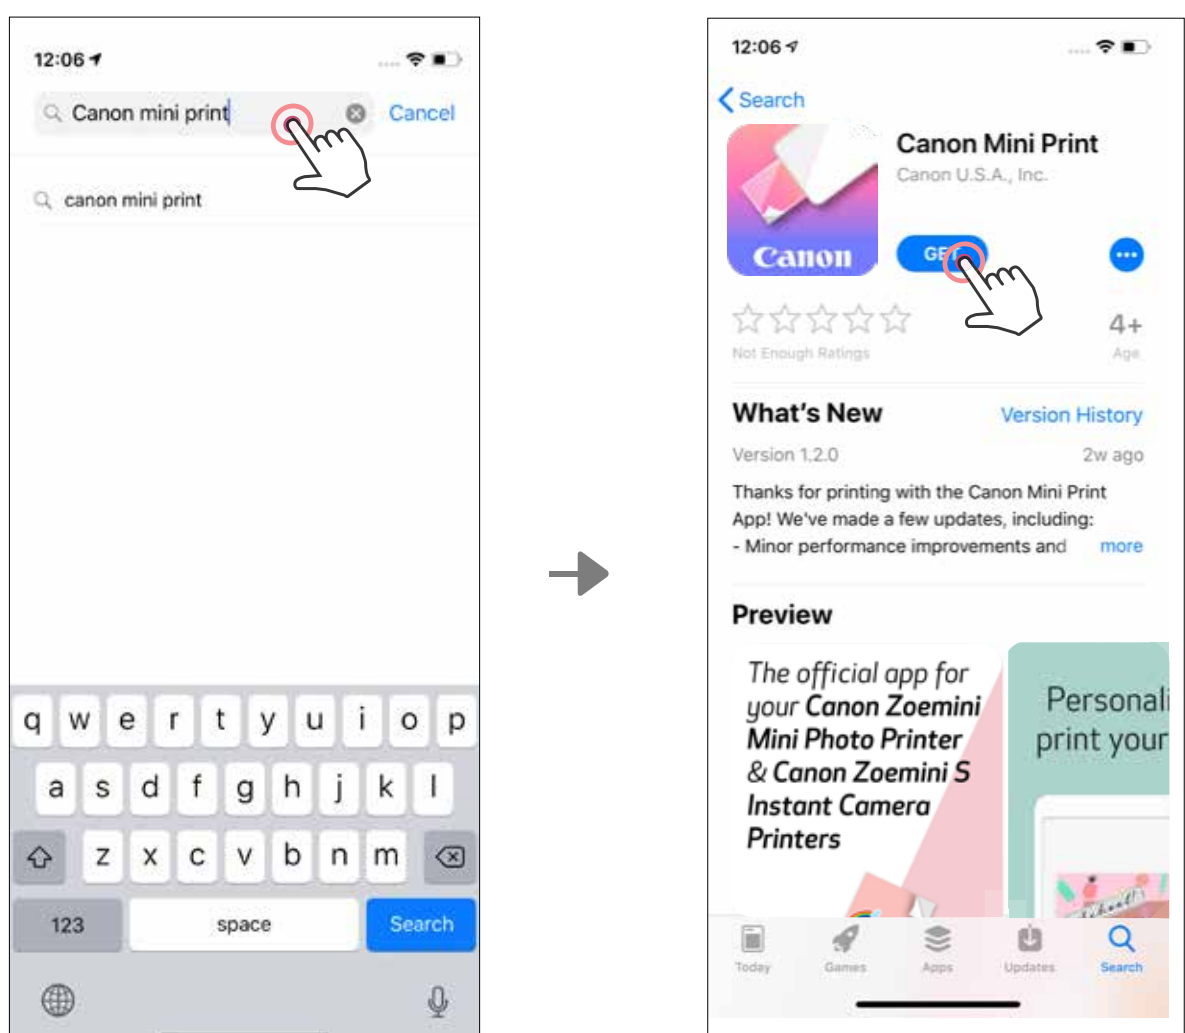 12:06
Canon mini print
Cancel
canon mini print
q w e r t y u i o p
a s d f g h j k l
z x c v b n m
123 space Search
12:06
Search
Canon Mini Print
Canon U.S.A., Inc.
Canon
GET
4+
Not Enough Ratings
Age
What's New
Version History
Version 1.2.0
2w ago
Thanks for printing with the Canon Mini Print
App! We've made a few updates, including:
- Minor performance improvements and more
Preview
The official app for
your Canon Zoemini
Mini Photo Printer
& Canon Zoemini S
Instant Camera
Printers
Personali
print your
Today Games Apps Updates Search